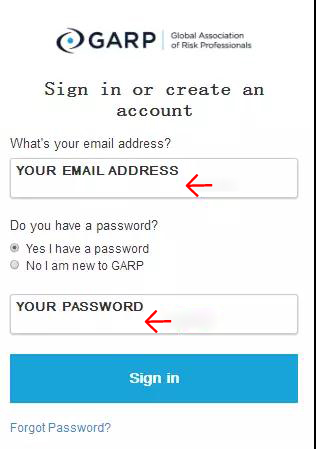 GARP
Global Association
of Risk Professionals
Sign in or create an
account
What's your email address?
YOUR EMAIL ADDRESS
Do you have a password?
Yes I have a password
No I am new to GARP
YOUR PASSWORD
Sign in
Forgot Password?